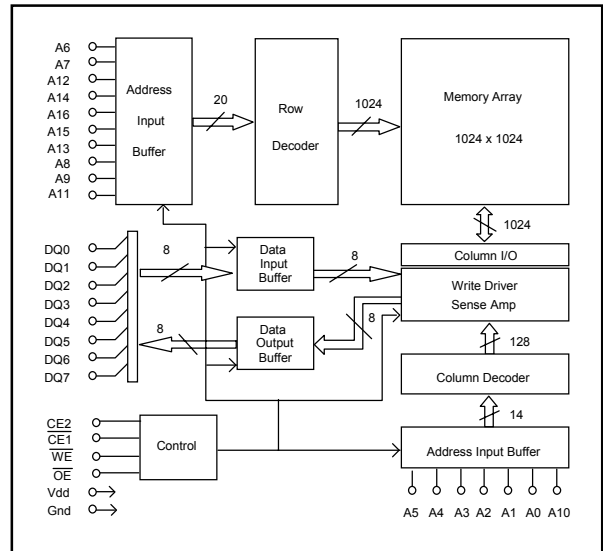 A6
A7
A12
A14
A16
A15
A13
A8
A9
A11
Address
Input
Buffer
20
Row
Decoder
1024
Memory Array
1024 x 1024
1024
DQ0
DQ1
DQ2
DQ3
DQ4
DQ5
DQ6
DQ7
8
Data
Input
Buffer
8
Column I/O
Write Driver
Sense Amp
8
Data
Output
Buffer
8
128
Column Decoder
14
Address Input Buffer
CE2
CE1
WE
OE
Vdd
Gnd
Control
A5 A4 A3 A2 A1 A0 A10